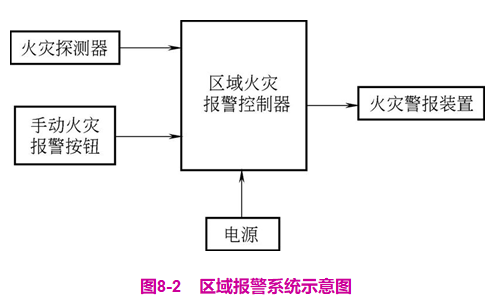 火灾探测器
手动火灾
报警按钮
区域火灾
报警控制器
火灾警报装置
电源
图8-2 区域报警系统示意图